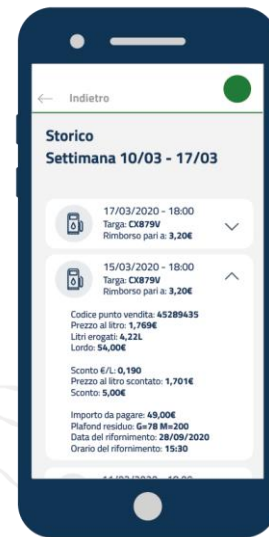 Indietro
Storico
Settimana 10/03 - 17/03
17/03/2020 - 18:00
Targa: CX879V
Rimborso pari a: 3,20€
15/03/2020 - 18:00
Targa: CX879V
Rimborso pari a: 3,20€
Codice punto vendita: 45289435
Prezzo al litro: 1,769€
Litri erogati: 4,22L
Lordo: 54,00€
Sconto €/L: 0,190
Prezzo al litro scontato: 1,701€
Sconto: 5,00€
Importo da pagare: 49,00€
Plafond residuo: G=78 M=200
Data del rifornimento: 28/09/2020
Orario del rifornimento: 15:30